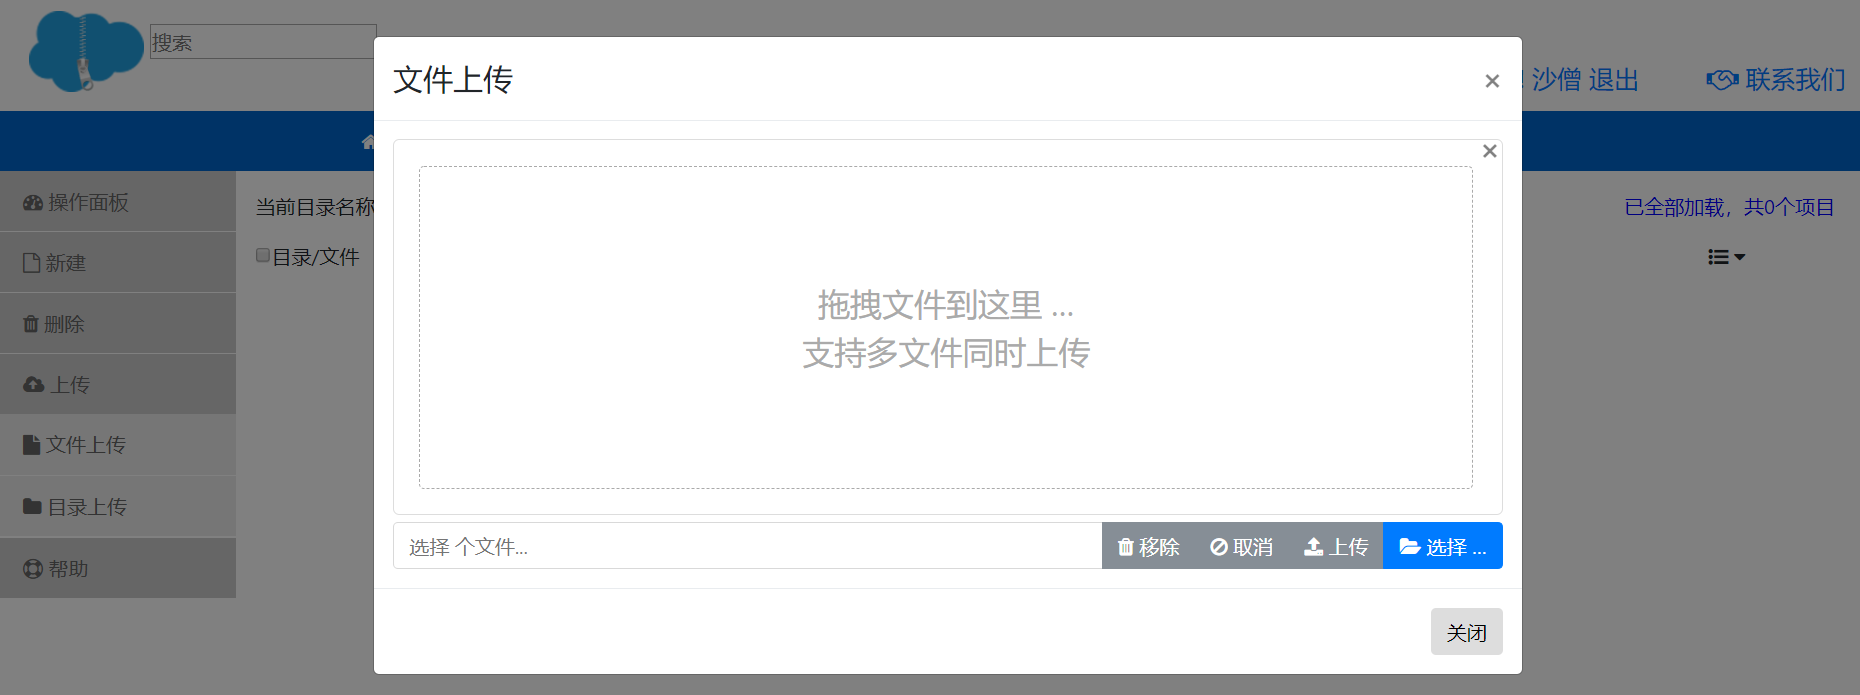 搜索
沙僧 退出
联系我们
文件上传
×
操作面板
新建
删除
上传
文件上传
目录上传
帮助
当前目录名称
已全部加载，共0个项目
目录/文件
×
拖拽文件到这里 ...
支持多文件同时上传
选择 个文件...
移除
取消
上传
选择 ...
关闭